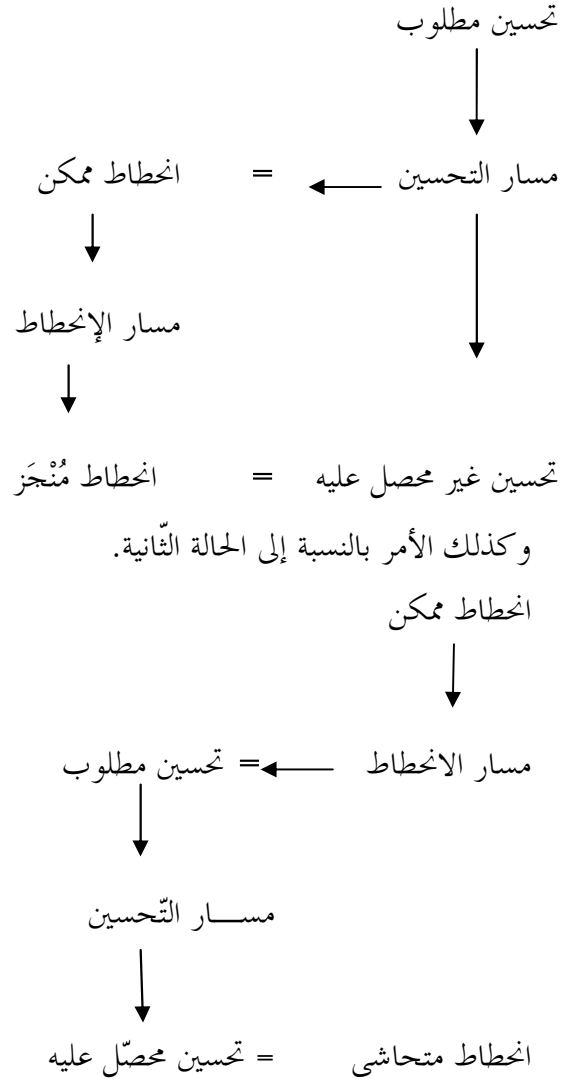 تحسين مطلوب
مسار التحسين = انحطاط ممكن
مسار الإنحطاط
تحسين غير محصل عليه = انحطاط مُنْجَز
وكذلك الأمر بالنسبة إلى الحالة الثّانية.
انحطاط ممكن
مسار الانحطاط = تحسين مطلوب
مســـار التّحسين
انحطاط متحاشى = تحسين محصّل عليه